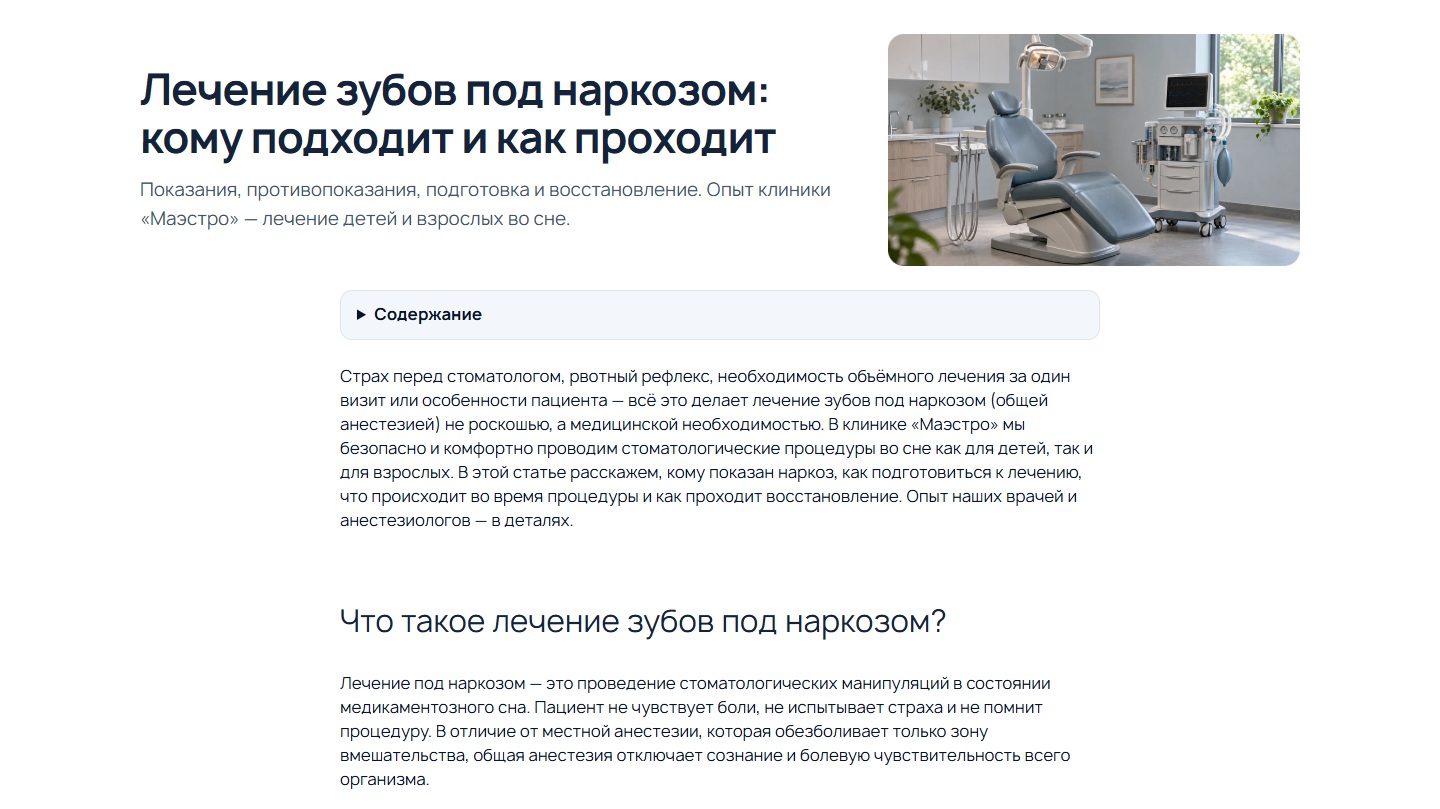 Лечение зубов под наркозом:
кому подходит и как проходит
Показания, противопоказания, подготовка и восстановление. Опыт клиники
«Маэстро» — лечение детей и взрослых во сне.
Содержание
Страх перед стоматологом, рвотный рефлекс, необходимость объёмного лечения за один
визит или особенности пациента — всё это делает лечение зубов под наркозом (общей
анестезией) не роскошью, а медицинской необходимостью. В клинике «Маэстро» мы
безопасно и комфортно проводим стоматологические процедуры во сне как для детей, так и
для взрослых. В этой статье расскажем, кому показан наркоз, как подготовиться к лечению,
что происходит во время процедуры и как проходит восстановление. Опыт наших врачей и
анестезиологов — в деталях.
Что такое лечение зубов под наркозом?
Лечение под наркозом — это проведение стоматологических манипуляций в состоянии
медикаментозного сна. Пациент не чувствует боли, не испытывает страха и не помнит
процедуру. В отличие от местной анестезии, которая обезболивает только зону
вмешательства, общая анестезия отключает сознание и болевую чувствительность всего
организма.